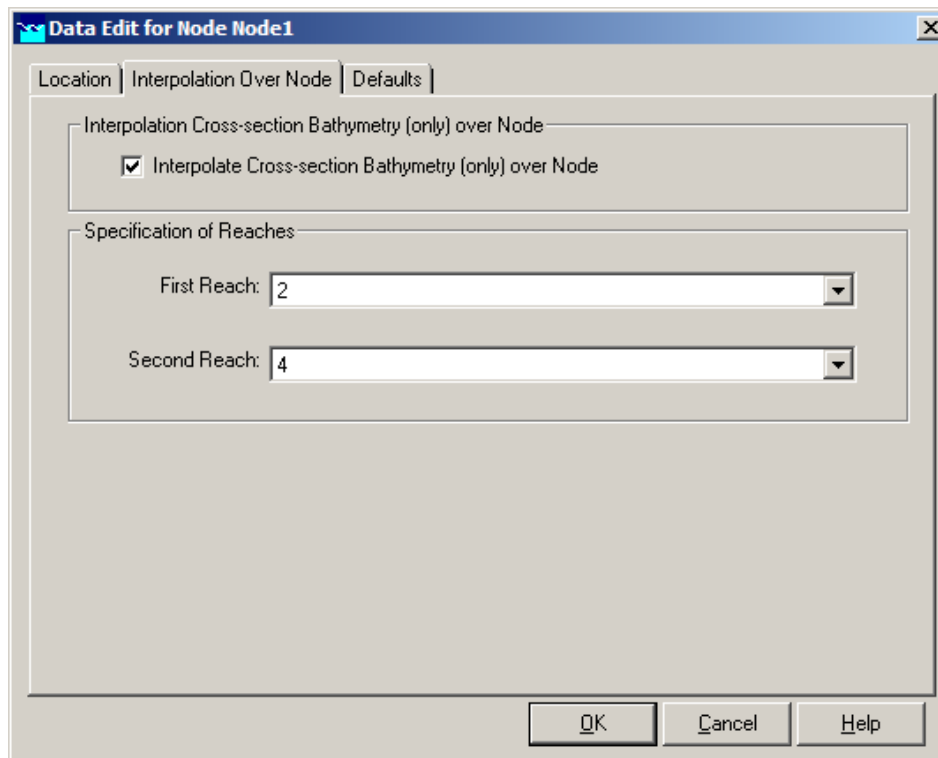 Data Edit for Node Node1
Location Interpolation Over Node Defaults
Interpolation Cross-section Bathymetry (only) over Node
Interpolate Cross-section Bathymetry (only) over Node
Specification of Reaches
First Reach: 2
Second Reach: 4
OK Cancel Help